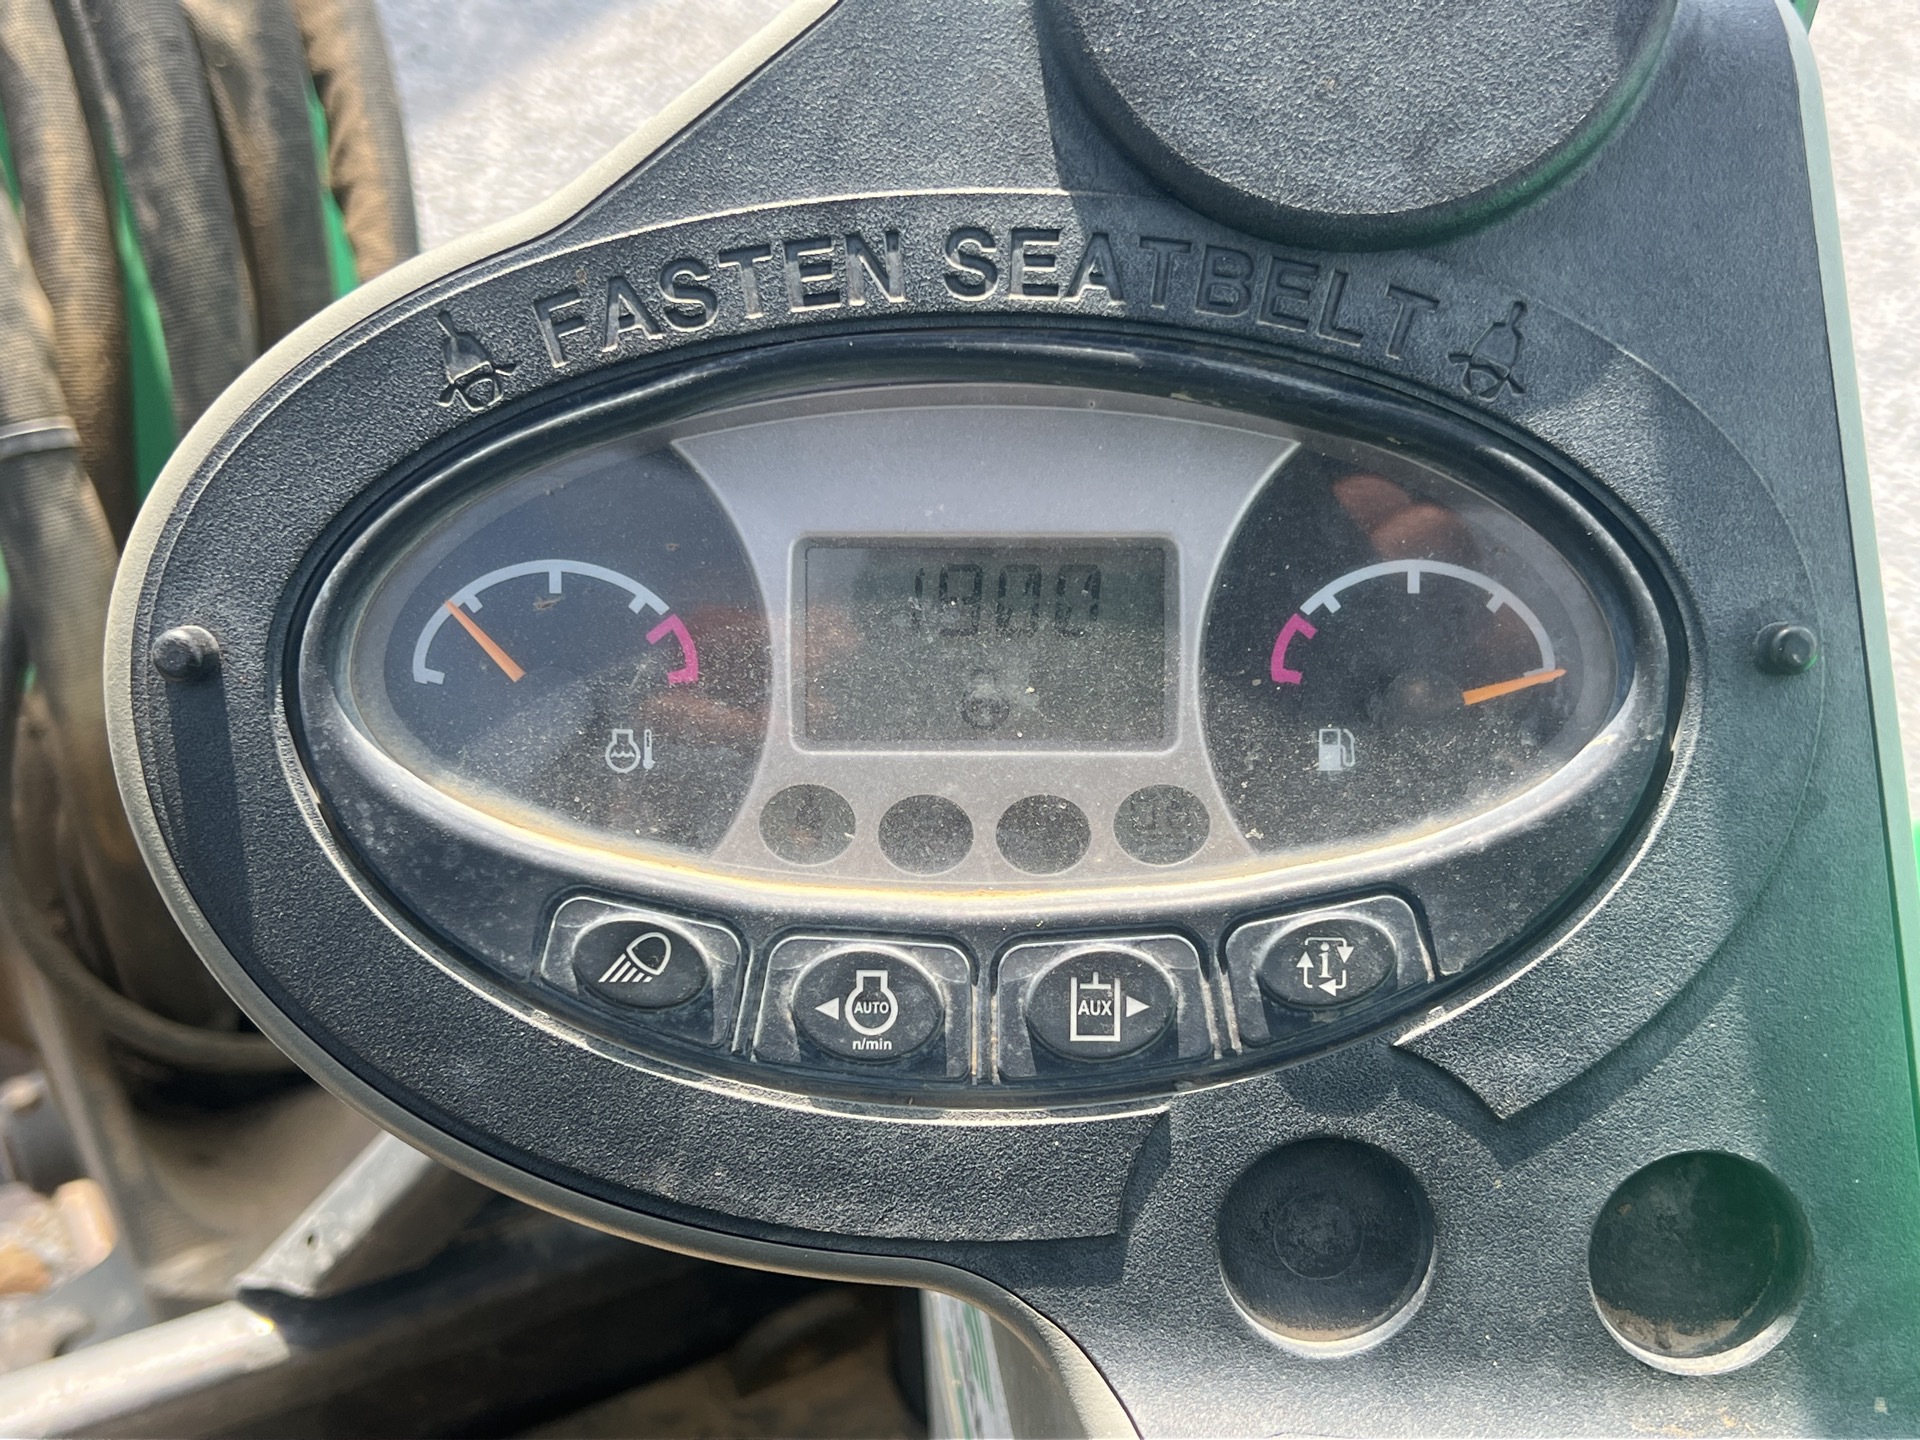 FASTEN SEATBELT
1900
AUTO
n/min
AUX
i